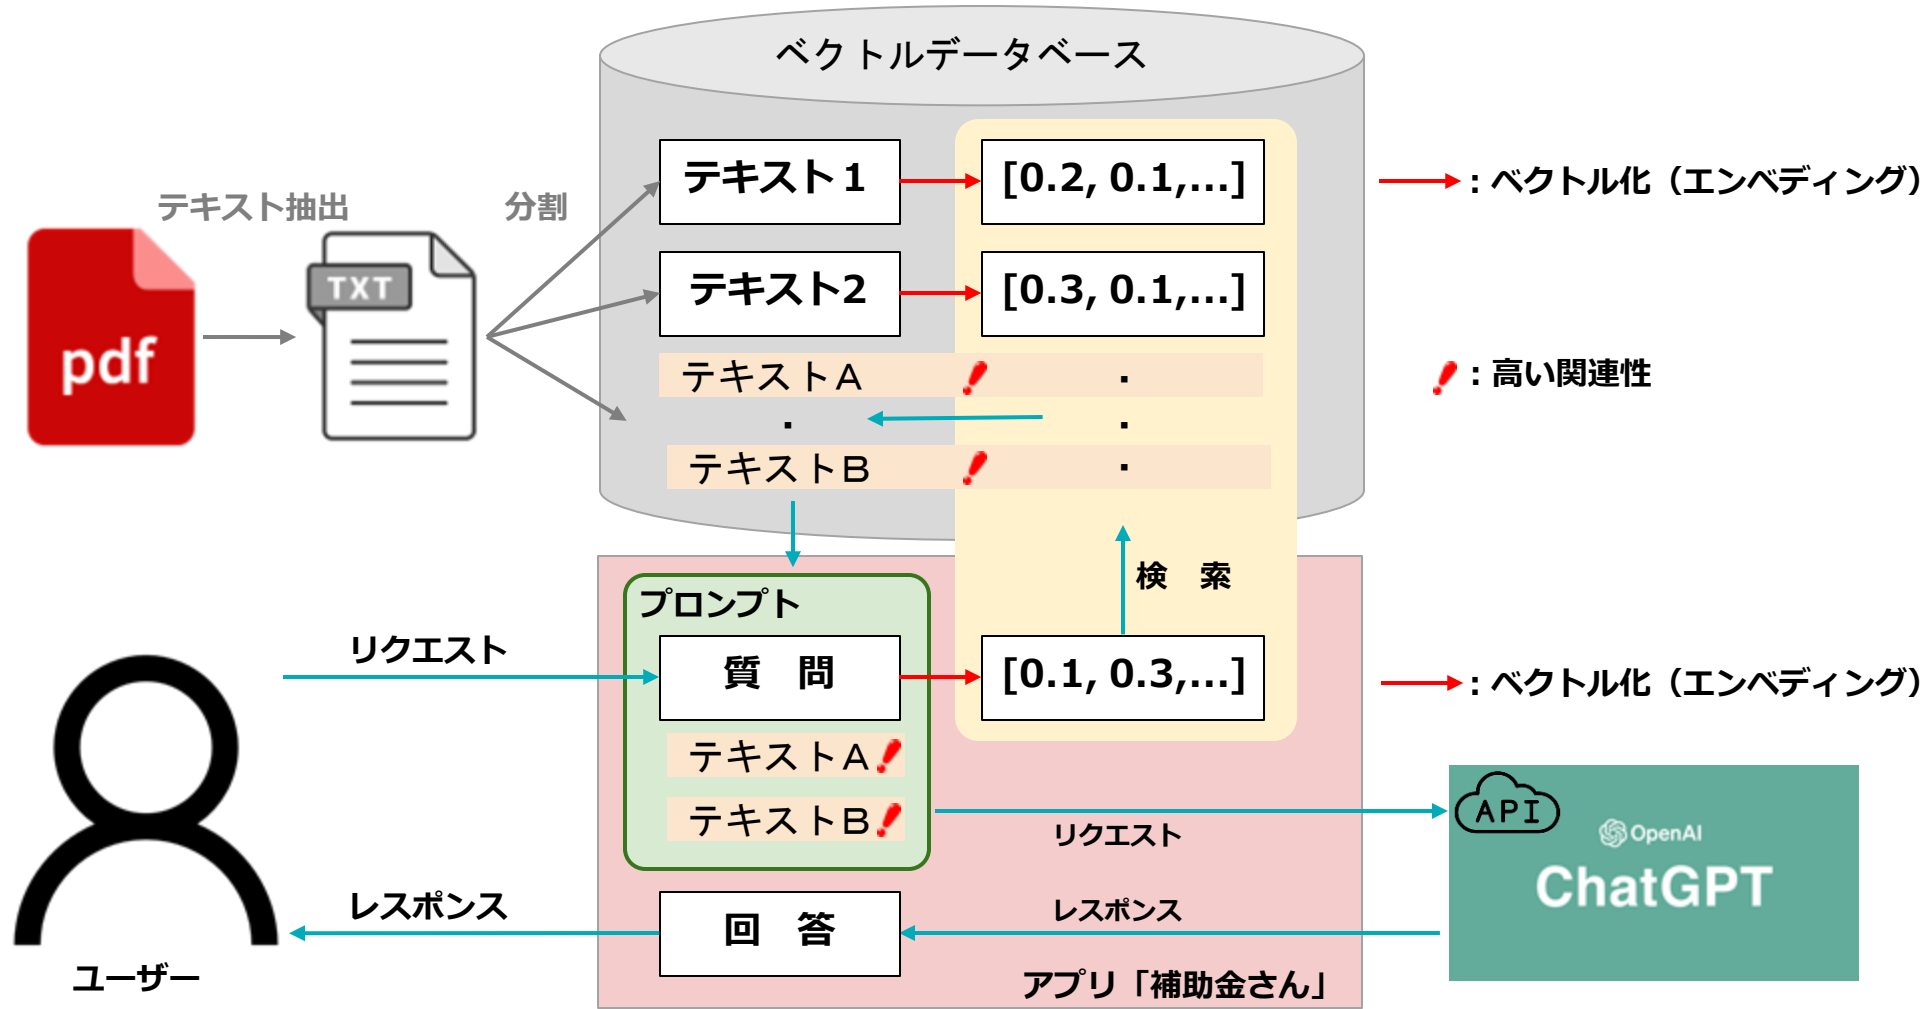 ベクトルデータベース
テキスト1
[0.2, 0.1,...]
:ベクトル化（エンベディング）
テキスト抽出
分割
pdf
TXT
テキスト2
[0.3, 0.1,...]
テキストA
・
:高い関連性
・
・
テキストB
・
検　索
プロンプト
リクエスト
質　問
[0.1, 0.3,...]
:ベクトル化（エンベディング）
テキストA
テキストB
リクエスト
API
OpenAI
ChatGPT
レスポンス
回　答
レスポンス
ユーザー
アプリ「補助金さん」